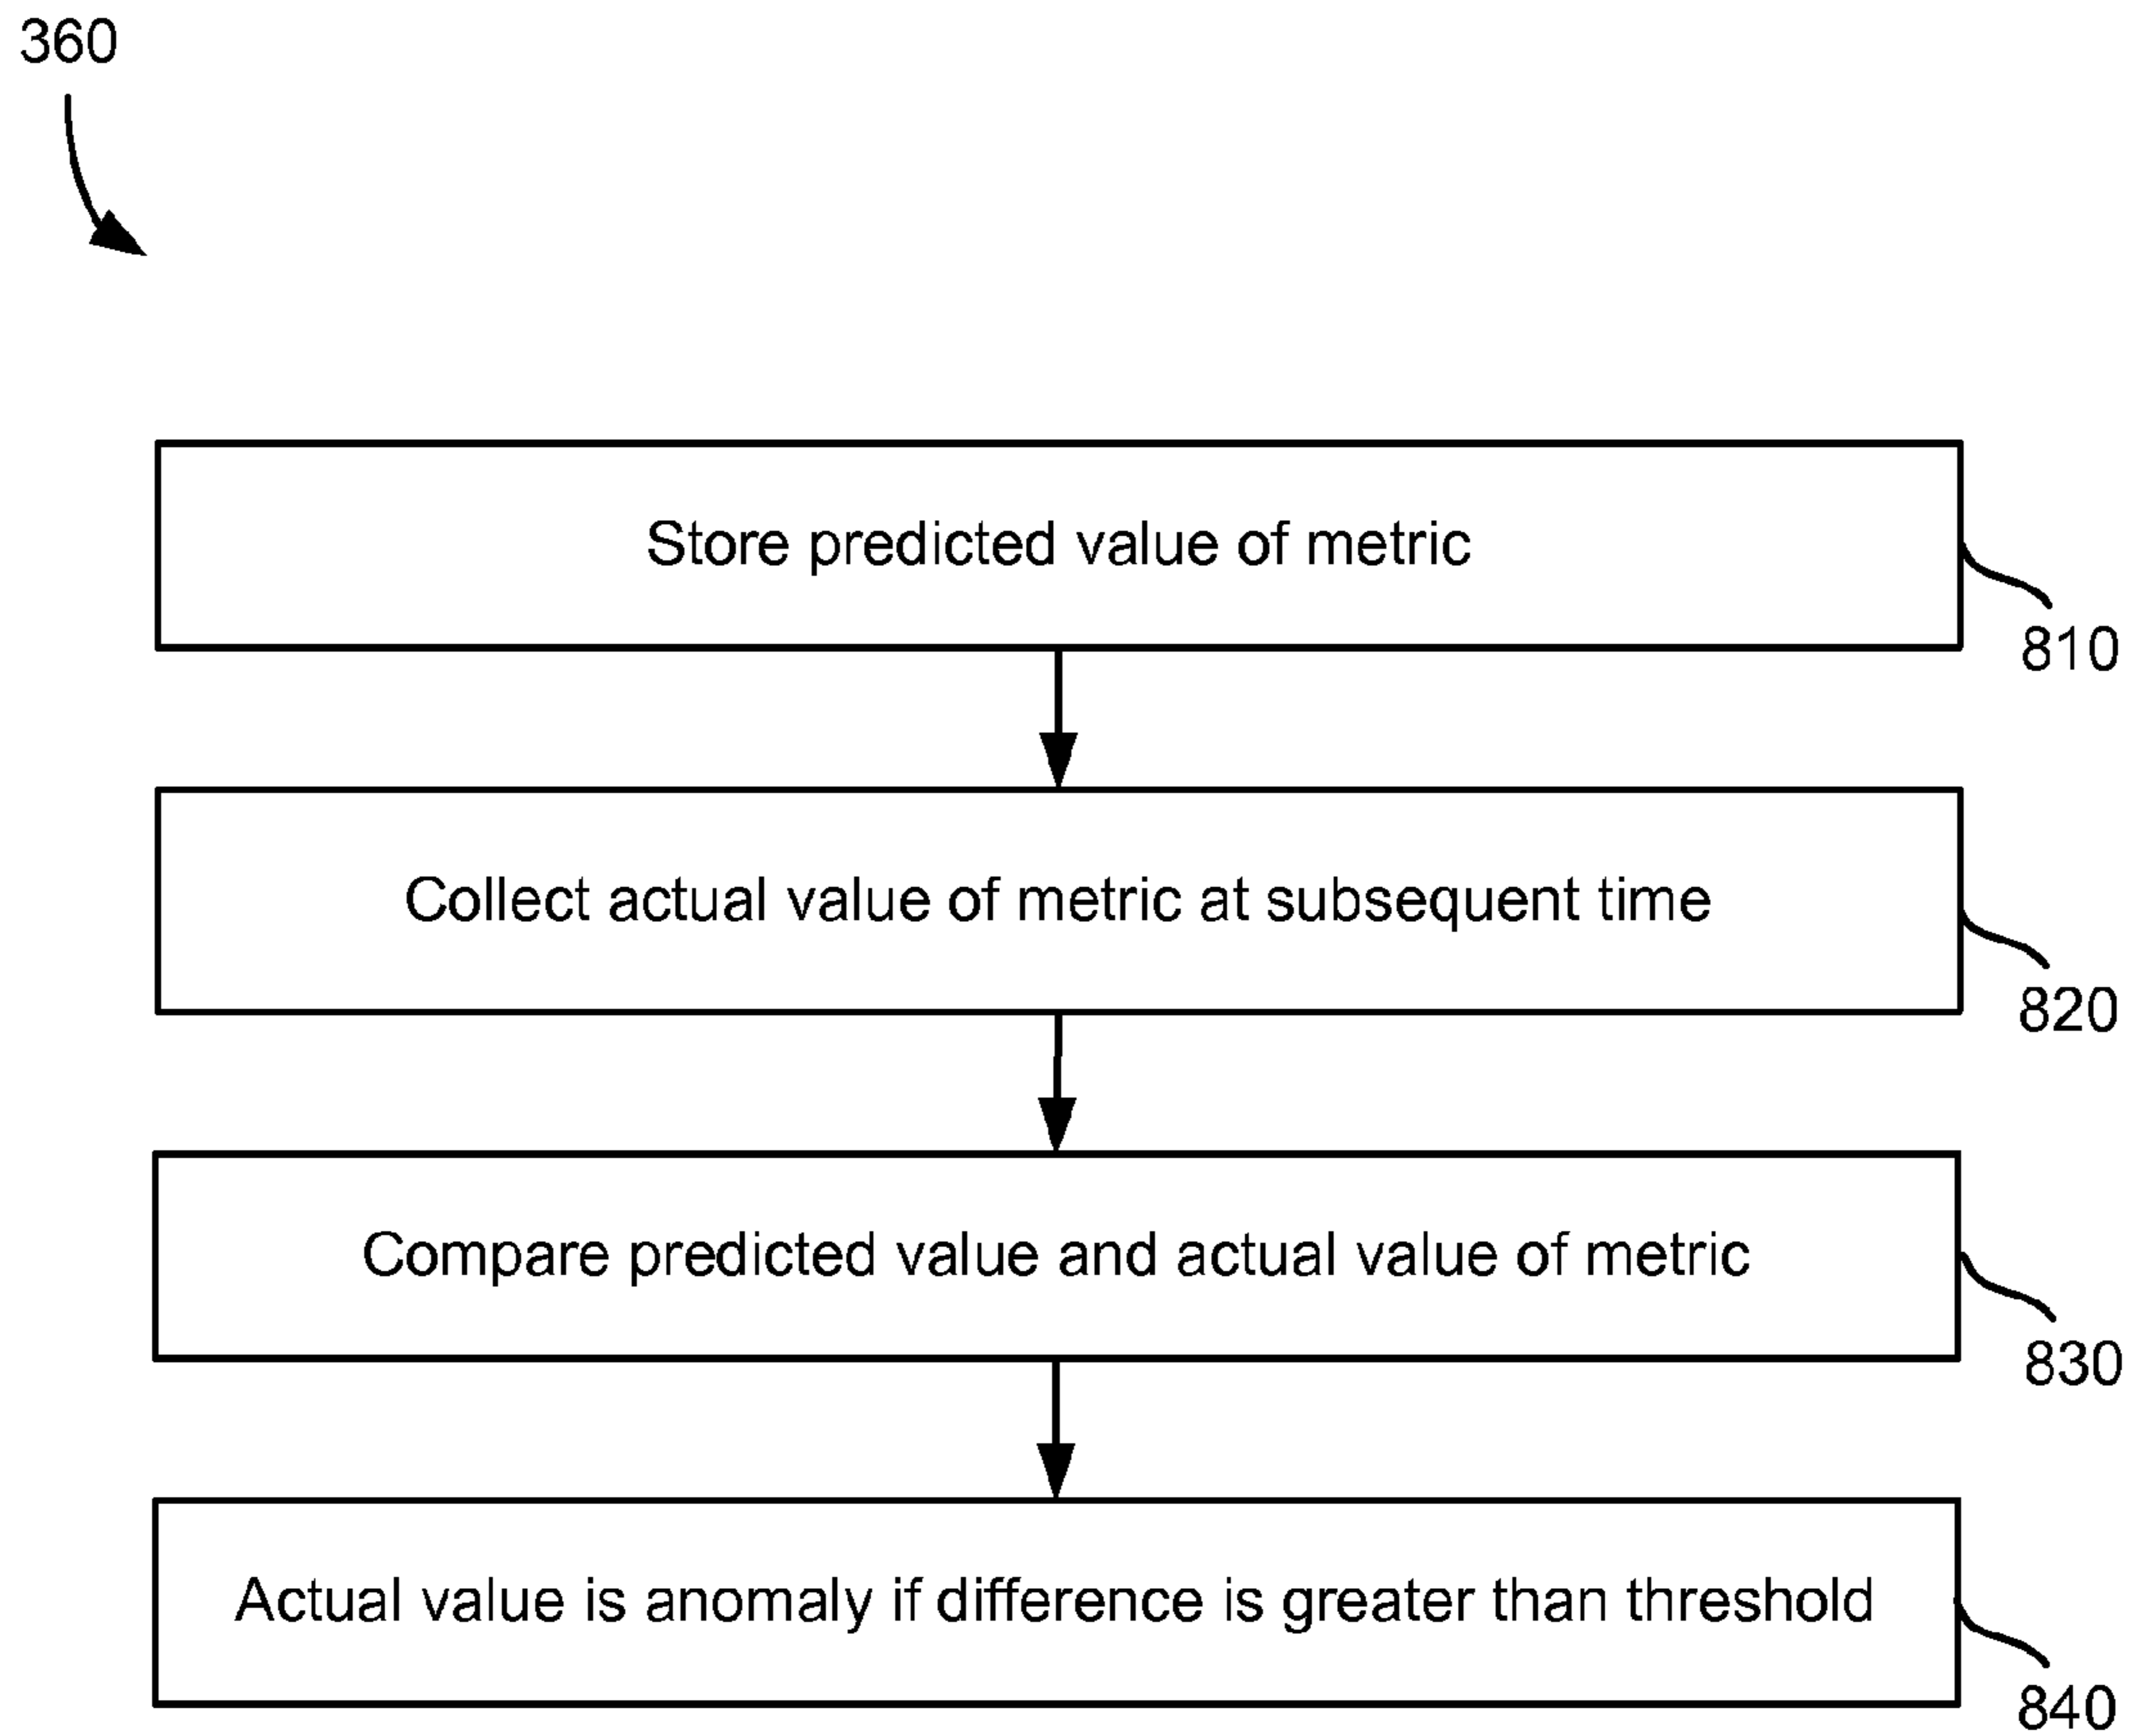 360
Store predicted value of metric
810
Collect actual value of metric at subsequent time
820
Compare predicted value and actual value of metric
830
Actual value is anomaly if difference is greater than threshold
840